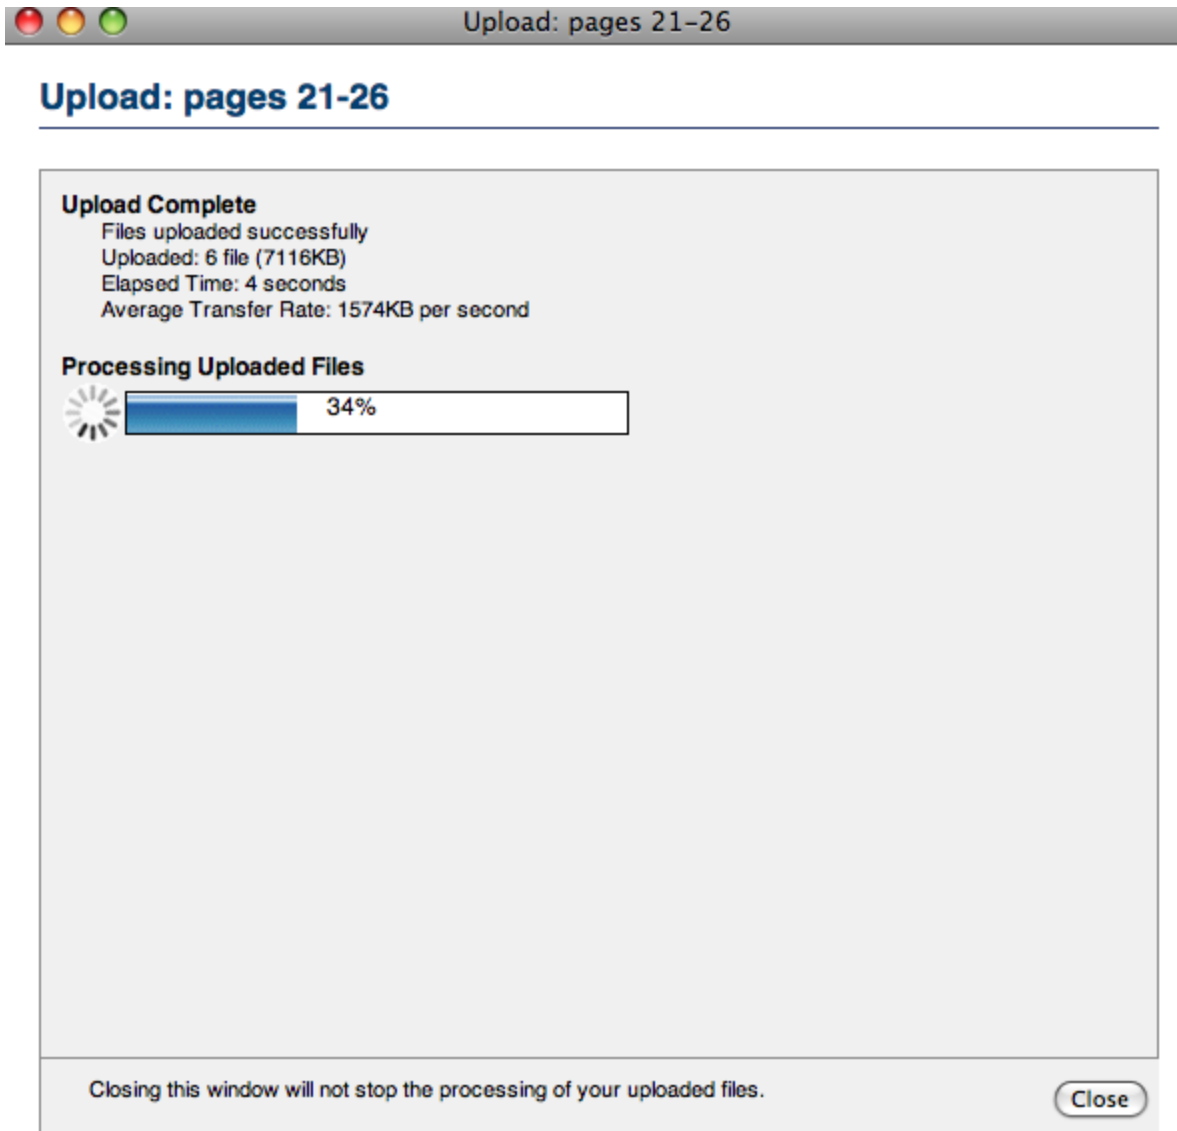 Upload: pages 21–26
Upload: pages 21-26
Upload Complete
Files uploaded successfully
Uploaded: 6 file (7116KB)
Elapsed Time: 4 seconds
Average Transfer Rate: 1574KB per second
Processing Uploaded Files
34%
Closing this window will not stop the processing of your uploaded files.
Close